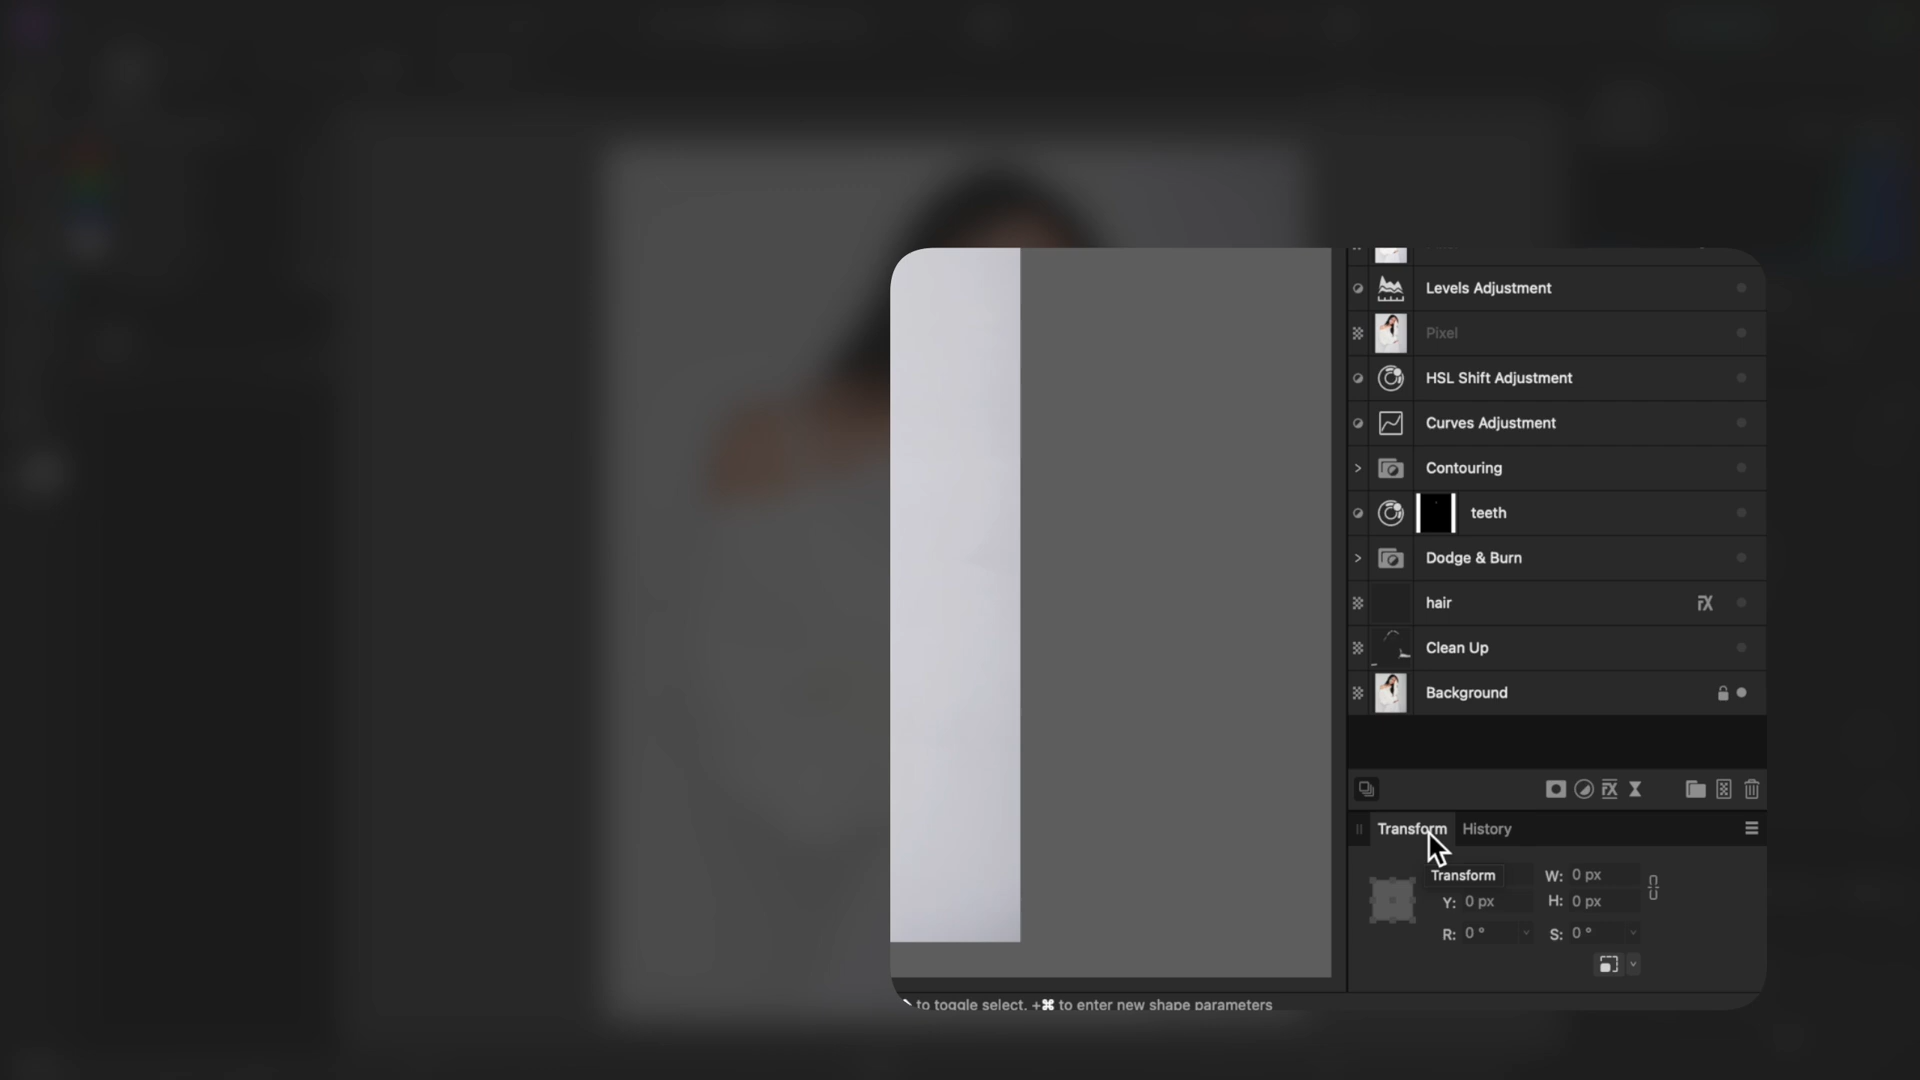 Levels Adjustment
Pixel
HSL Shift Adjustment
Curves Adjustment
Contouring
teeth
Dodge & Burn
hair
Clean Up
Background
Transform History
Transform
W: 0 px
Y: 0 px H: 0 px
R: 0 ° S: 0 °
to toggle select. +⌘ to enter new shape parameters